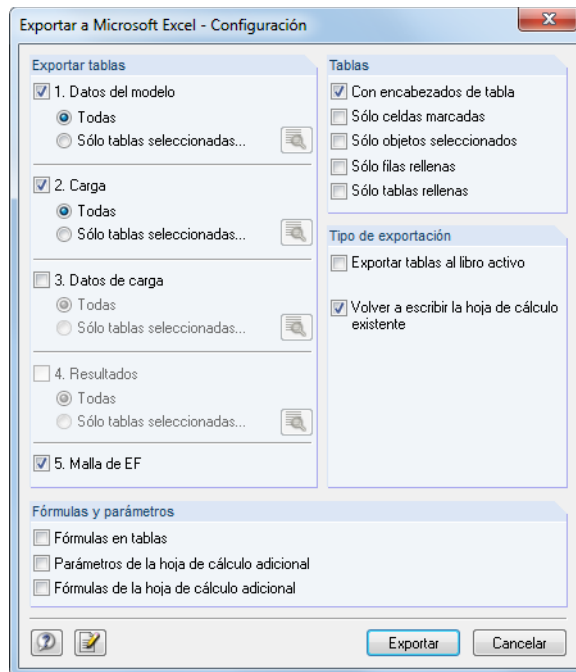 Exportar a Microsoft Excel - Configuración
Exportar tablas
1. Datos del modelo
Todas
Sólo tablas seleccionadas...
2. Carga
Todas
Sólo tablas seleccionadas...
3. Datos de carga
Todas
Sólo tablas seleccionadas...
4. Resultados
Todas
Sólo tablas seleccionadas...
5. Malla de EF
Tablas
Con encabezados de tabla
Sólo celdas marcadas
Sólo objetos seleccionados
Sólo filas rellenas
Sólo tablas rellenas
Tipo de exportación
Exportar tablas al libro activo
Volver a escribir la hoja de cálculo
existente
Fórmulas y parámetros
Fórmulas en tablas
Parámetros de la hoja de cálculo adicional
Fórmulas de la hoja de cálculo adicional
Exportar
Cancelar